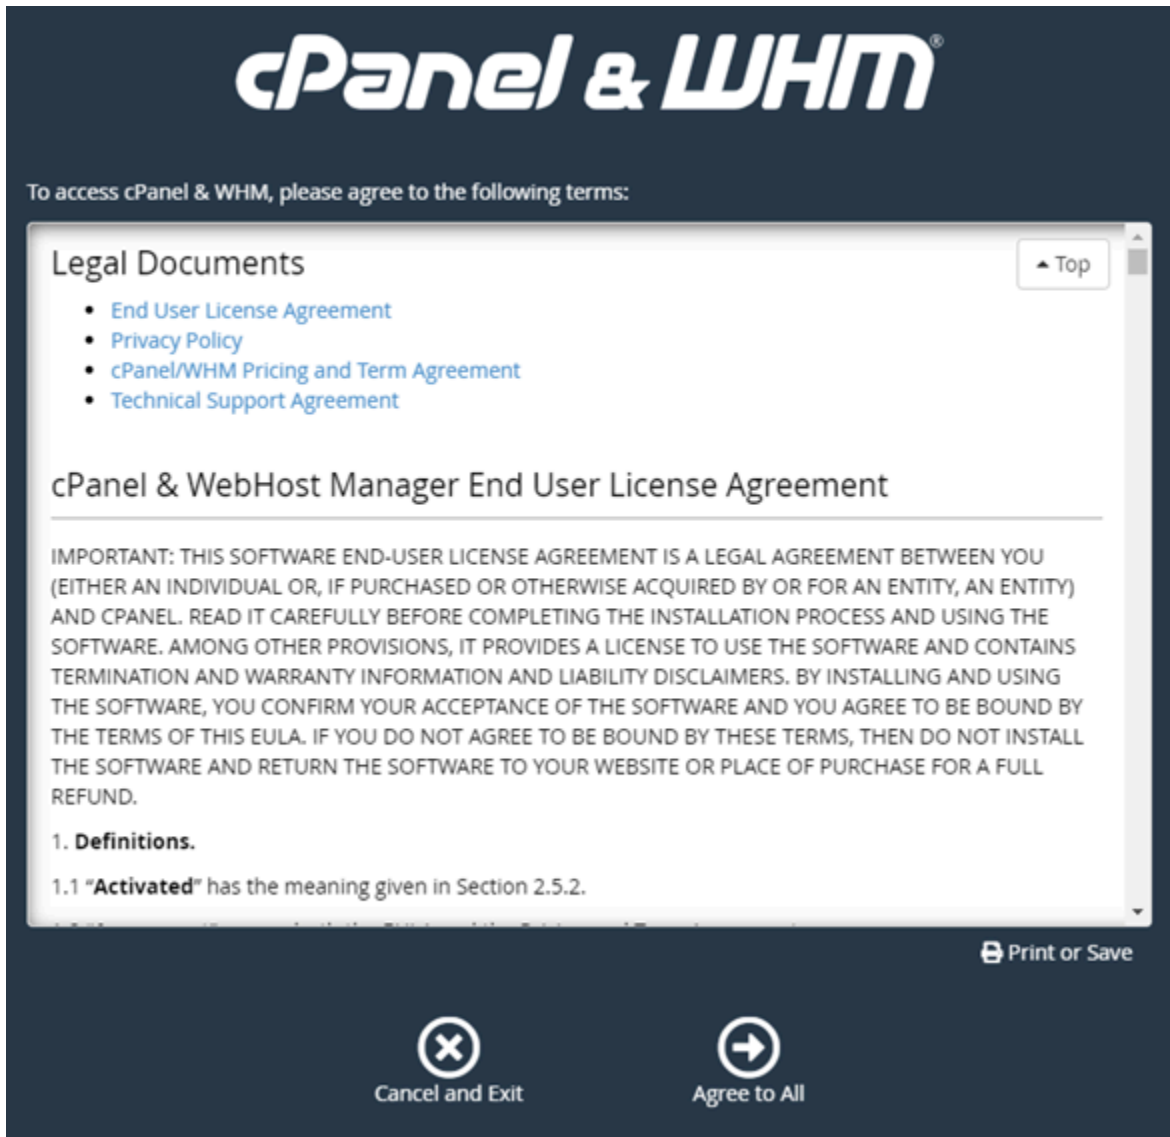 cPanel & WHM®
To access cPanel & WHM, please agree to the following terms:
Legal Documents
Top
End User License Agreement
Privacy Policy
cPanel/WHM Pricing and Term Agreement
Technical Support Agreement
cPanel & WebHost Manager End User License Agreement
IMPORTANT: THIS SOFTWARE END-USER LICENSE AGREEMENT IS A LEGAL AGREEMENT BETWEEN YOU
(EITHER AN INDIVIDUAL OR, IF PURCHASED OR OTHERWISE ACQUIRED BY OR FOR AN ENTITY, AN ENTITY)
AND CPANEL. READ IT CAREFULLY BEFORE COMPLETING THE INSTALLATION PROCESS AND USING THE
SOFTWARE. AMONG OTHER PROVISIONS, IT PROVIDES A LICENSE TO USE THE SOFTWARE AND CONTAINS
TERMINATION AND WARRANTY INFORMATION AND LIABILITY DISCLAIMERS. BY INSTALLING AND USING
THE SOFTWARE, YOU CONFIRM YOUR ACCEPTANCE OF THE SOFTWARE AND YOU AGREE TO BE BOUND BY
THE TERMS OF THIS EULA. IF YOU DO NOT AGREE TO BE BOUND BY THESE TERMS, THEN DO NOT INSTALL
THE SOFTWARE AND RETURN THE SOFTWARE TO YOUR WEBSITE OR PLACE OF PURCHASE FOR A FULL
REFUND.
1. Definitions.
1.1 “Activated” has the meaning given in Section 2.5.2.
Print or Save
Cancel and Exit
Agree to All